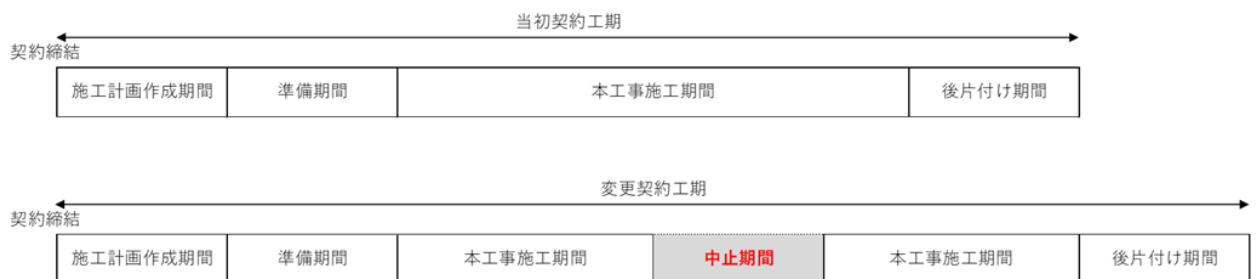 当初契約工期
契約締結
施工計画作成期間 準備期間 本工事施工期間 後片付け期間
変更契約工期
契約締結
施工計画作成期間 準備期間 本工事施工期間 中止期間 本工事施工期間 後片付け期間